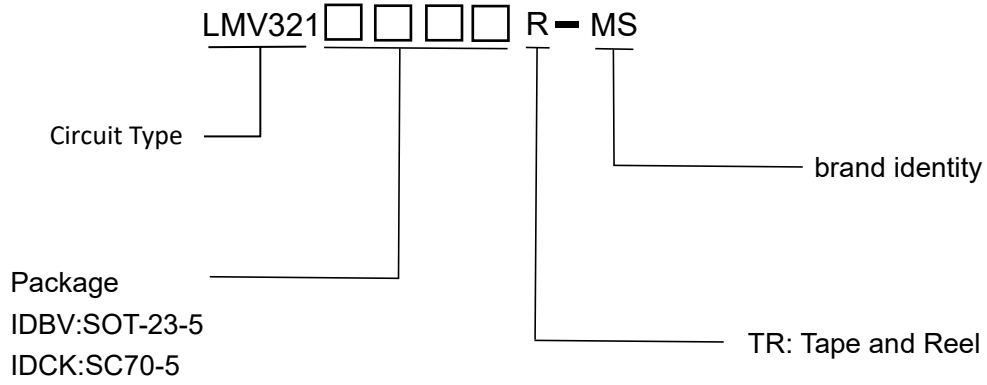 LMV321□□□□ R-MS
Circuit Type
brand identity
Package
IDBV:SOT-23-5
IDCK:SC70-5
TR: Tape and Reel